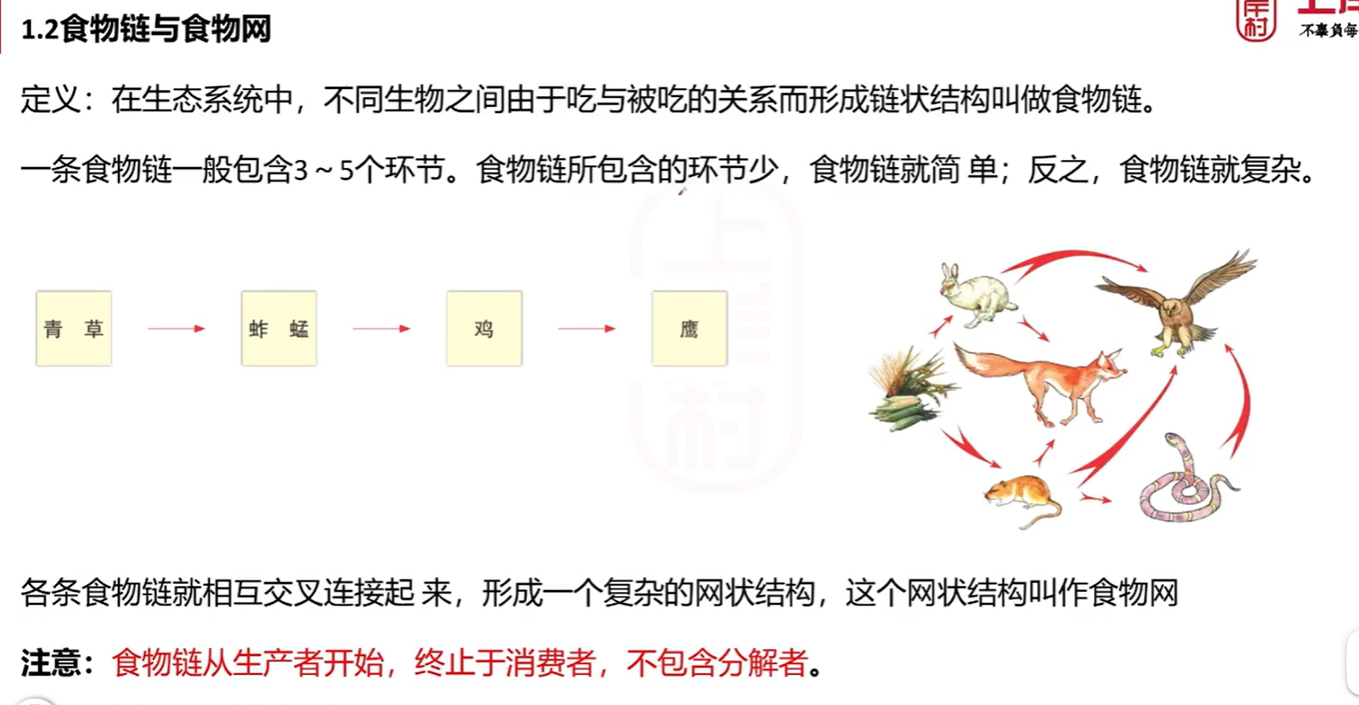 1.2食物链与食物网
不辜負每
定义：在生态系统中，不同生物之间由于吃与被吃的关系而形成链状结构叫做食物链。
一条食物链一般包含3~5个环节。食物链所包含的环节少，食物链就简 单；反之，食物链就复杂。
上岸村
青 草
蚱 蜢
鸡
鹰
各条食物链就相互交叉连接起 来，形成一个复杂的网状结构，这个网状结构叫作食物网
注意：食物链从生产者开始，终止于消费者，不包含分解者。